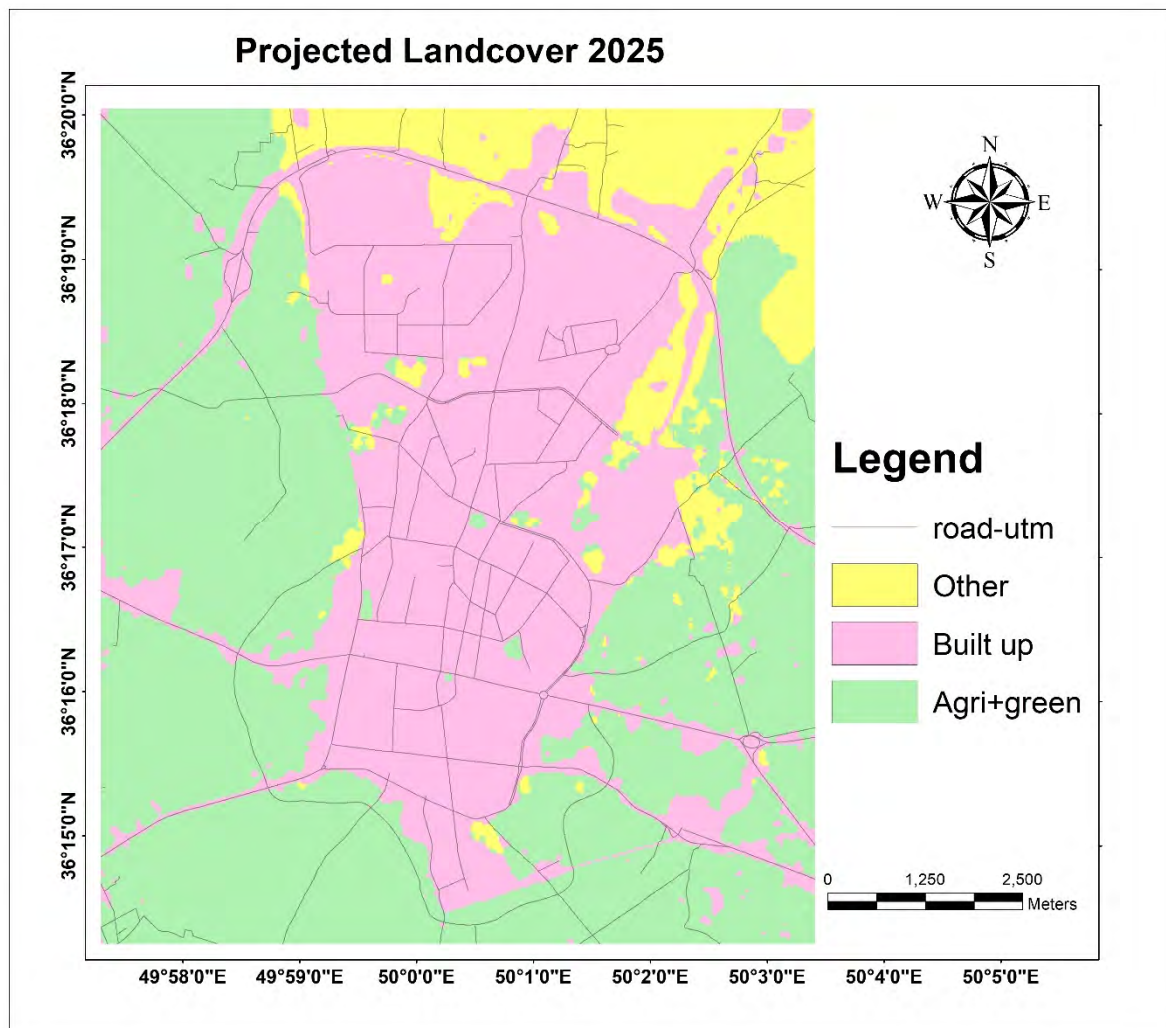 Projected Landcover 2025
36°20'0"N
36°19'0"N
36°18'0"N
36°17'0"N
36°16'0"N
36°15'0"N
N
W
E
S
Legend
road-utm
Other
Built up
Agri+green
0
1,250
2,500
Meters
49°58'0"E
49°59'0"E
50°0'0"E
50°1'0"E
50°2'0"E
50°3'0"E
50°4'0"E
50°5'0"E